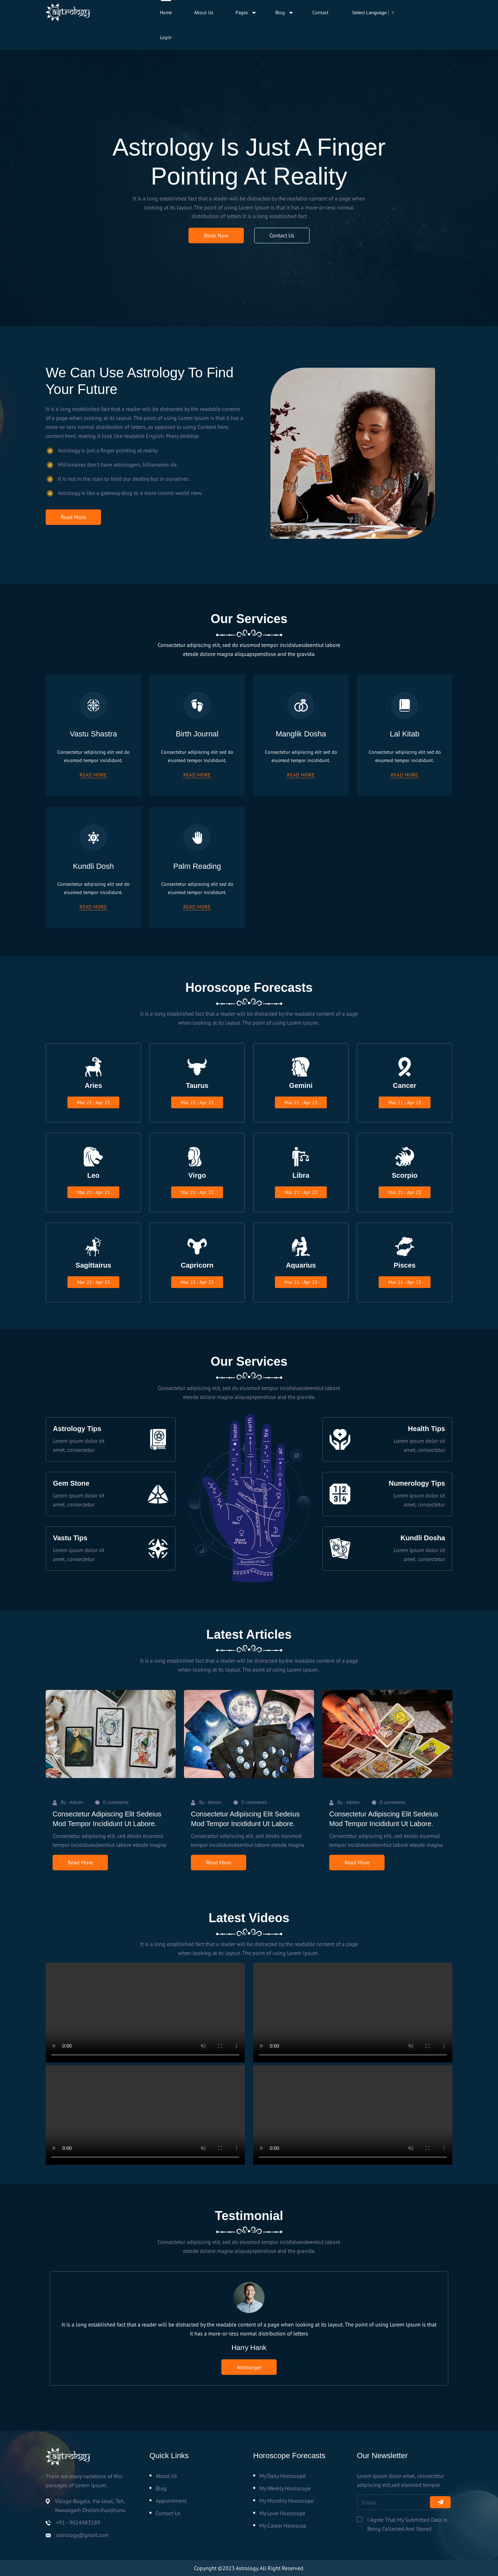 astrology
Home
About Us
Pages
Blog
Contact
Select Language
Login
Astrology Is Just A Finger
Pointing At Reality
It is a long established fact that a reader will be distracted by the readable content of a page when
looking at its layout. The point of using Lorem Ipsum is that it has a more-or-less normal
distribution of letters It is a long established fact
Book Now
Contact Us
We Can Use Astrology To Find
Your Future
It is a long established fact that a reader will be distracted by the readable content
of a page when looking at its layout. The point of using Lorem Ipsum is that it has a
more-or-less normal distribution of letters, as opposed to using 'Content here,
content here', making it look like readable English. Many desktop
Astrology is just a finger pointing at reality
Millionaires don't have astrologers, billionaires do
It is not in the stars to hold our destiny but in ourselves.
Astrology is like a gateway drug to a more cosmic world view
Read More
Our Services
Consectetur adipiscing elit, sed do eiusmod tempor incididuesdeentiut labore
etesde dolore magna aliquapspendisse and the gravida.
Vastu Shastra
Consectetur adipiscing elit sed do
eiusmod tempor incididunt.
READ MORE
Birth Journal
Consectetur adipiscing elit sed do
eiusmod tempor incididunt.
READ MORE
Manglik Dosha
Consectetur adipiscing elit sed do
eiusmod tempor incididunt.
READ MORE
Lal Kitab
Consectetur adipiscing elit sed do
eiusmod tempor incididunt.
READ MORE
Kundli Dosh
Consectetur adipiscing elit sed do
eiusmod tempor incididunt.
READ MORE
Palm Reading
Consectetur adipiscing elit sed do
eiusmod tempor incididunt.
READ MORE
Horoscope Forecasts
It is a long established fact that a reader will be distracted by the readable content of a page
when looking at its layout. The point of using Lorem Ipsum .
Aries
Mar 21 - Apr 23
Taurus
Mar 21 - Apr 23
Gemini
Mar 21 - Apr 23
Cancer
Mar 21 - Apr 23
Leo
Mar 21 - Apr 23
Virgo
Mar 21 - Apr 23
Libra
Mar 21 - Apr 23
Scorpio
Mar 21 - Apr 23
Sagittairus
Mar 21 - Apr 23
Capricorn
Mar 21 - Apr 23
Aquarius
Mar 21 - Apr 23
Pisces
Mar 21 - Apr 23
Our Services
Consectetur adipiscing elit, sed do eiusmod tempor incididuesdeentiut labore
etesde dolore magna aliquapspendisse and the gravida.
Astrology Tips
Lorem ipsum dolor sit
amet, consectetur
Gem Stone
Lorem ipsum dolor sit
amet, consectetur
Vastu Tips
Lorem ipsum dolor sit
amet, consectetur
water
earth
fire
air
Health Tips
Lorem ipsum dolor sit
amet, consectetur
Numerology Tips
Lorem ipsum dolor sit
amet, consectetur
Kundli Dosha
Lorem ipsum dolor sit
amet, consectetur
Latest Articles
It is a long established fact that a reader will be distracted by the readable content of a page
when looking at its layout. The point of using Lorem Ipsum .
By - Admin
0 comments
Consectetur Adipiscing Elit Sedeius
Mod Tempor Incididunt Ut Labore.
Consectetur adipiscing elit, sed desdo eiusmod
tempor incididuesdeentiut labore etesde magna
Read More
By - Admin
0 comments
Consectetur Adipiscing Elit Sedeius
Mod Tempor Incididunt Ut Labore.
Consectetur adipiscing elit, sed desdo eiusmod
tempor incididuesdeentiut labore etesde magna
Read More
By - Admin
0 comments
Consectetur Adipiscing Elit Sedeius
Mod Tempor Incididunt Ut Labore.
Consectetur adipiscing elit, sed desdo eiusmod
tempor incididuesdeentiut labore etesde magna
Read More
Latest Videos
It is a long established fact that a reader will be distracted by the readable content of a page
when looking at its layout. The point of using Lorem Ipsum .
0:00
0:00
0:00
0:00
Testimonial
Consectetur adipiscing elit, sed do eiusmod tempor incididuesdeentiut labore
etesde dolore magna aliquapspendisse and the gravida.
It is a long established fact that a reader will be distracted by the readable content of a page when looking at its layout. The point of using Lorem Ipsum is that
it has a more-or-less normal distribution of letters
Harry Hank
Astrologer
astrology
There are many variations of this
passages of Lorem Ipsum.
Village-Bugala, Via-Jasai, Teh,
Nawalgarh District-Jhunjhunu
+91 - 9024983189
astrology@gmail.com
Quick Links
About Us
Blog
Appointment
Contact Us
Horoscope Forecasts
My Daily Horoscope
My Weekly Horoscope
My Monthly Horoscope
My Love Horoscope
My Career Horoscop
Our Newsletter
Lorem ipsum dolor amet, consectetur
adipiscing elit,sed eiusmod tempor.
Email...
I Agree That My Submitted Data Is
Being Collected And Stored.
Copyright ©2023 Astrology. All Right Reserved.